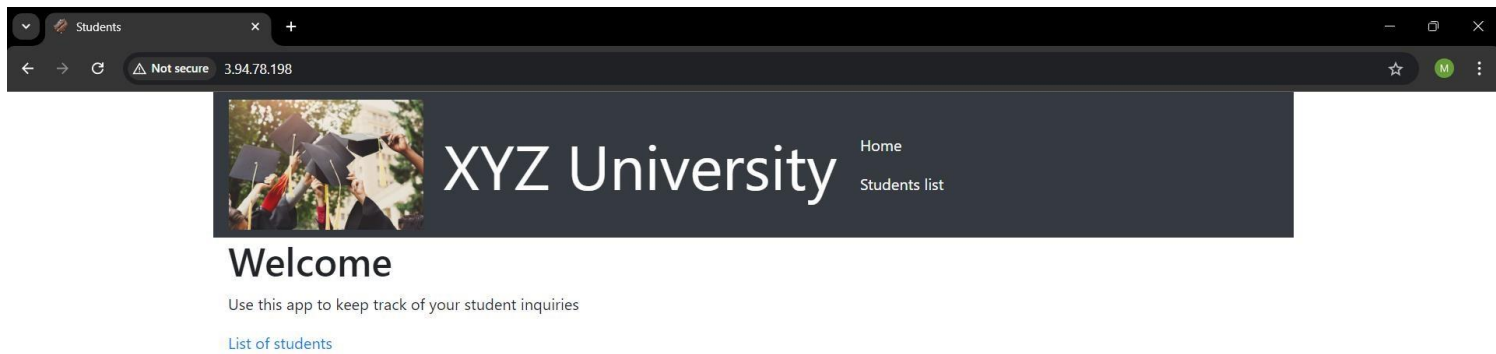 Students
Not secure 3.94.78.198
M
XYZ University
Home
Students list
Welcome
Use this app to keep track of your student inquiries
List of students